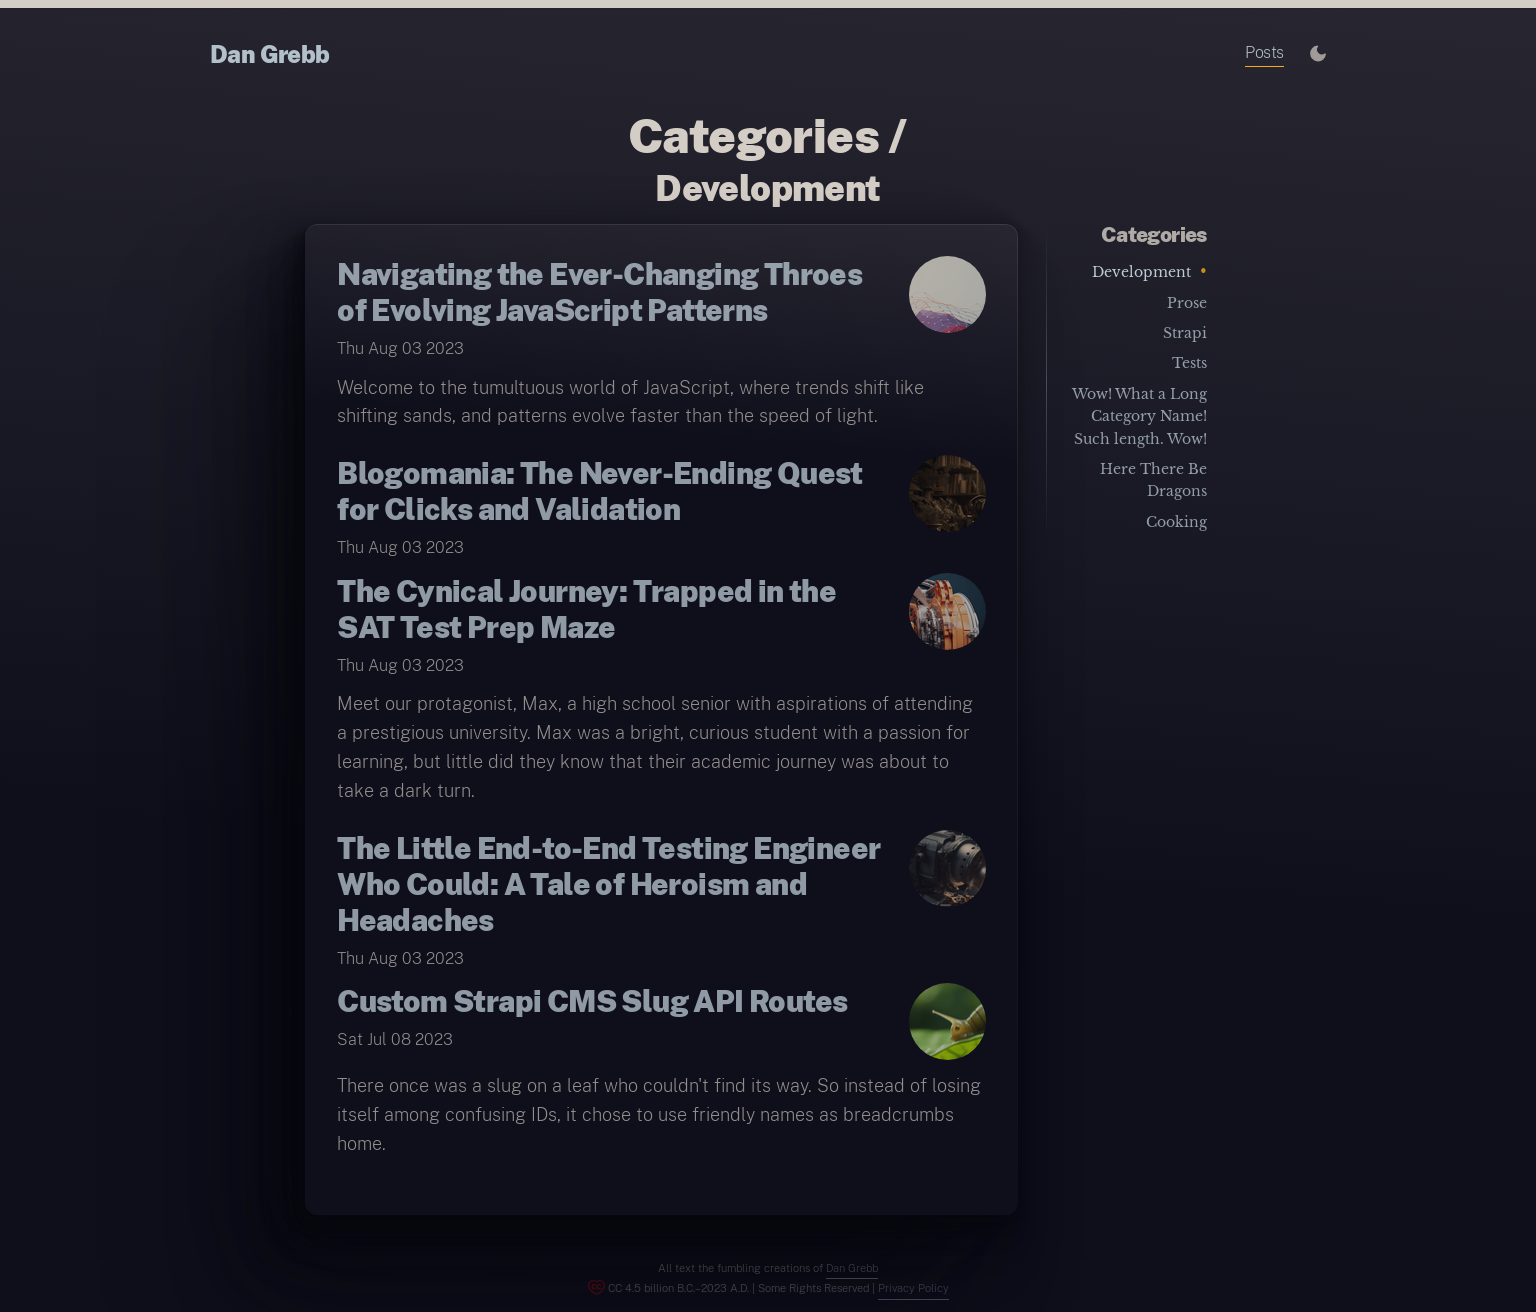 Dan Grebb
Posts
Categories /
Development
Navigating the Ever-Changing Throes
of Evolving JavaScript Patterns
Thu Aug 03 2023
Welcome to the tumultuous world of JavaScript, where trends shift like
shifting sands, and patterns evolve faster than the speed of light.
Blogomania: The Never-Ending Quest
for Clicks and Validation
Thu Aug 03 2023
The Cynical Journey: Trapped in the
SAT Test Prep Maze
Thu Aug 03 2023
Meet our protagonist, Max, a high school senior with aspirations of attending
a prestigious university. Max was a bright, curious student with a passion for
learning, but little did they know that their academic journey was about to
take a dark turn.
The Little End-to-End Testing Engineer
Who Could: A Tale of Heroism and
Headaches
Thu Aug 03 2023
Custom Strapi CMS Slug API Routes
Sat Jul 08 2023
There once was a slug on a leaf who couldn't find its way. So instead of losing
itself among confusing IDs, it chose to use friendly names as breadcrumbs
home.
Categories
Development •
Prose
Strapi
Tests
Wow! What a Long
Category Name!
Such length. Wow!
Here There Be
Dragons
Cooking
All text the fumbling creations of Dan Grebb
CC 4.5 billion B.C.–2023 A.D. | Some Rights Reserved | Privacy Policy